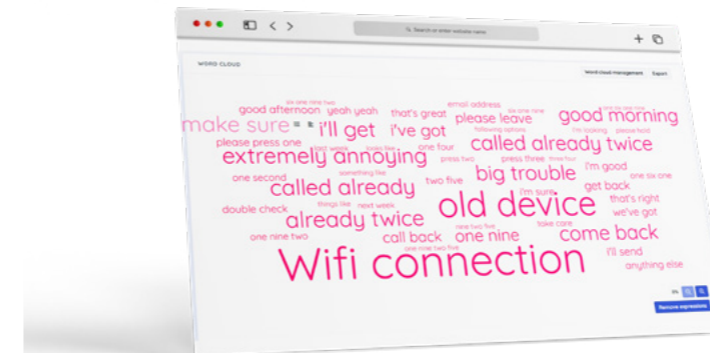 Search or enter website name
WORD CLOUD
Word cloud management Export
six one nine two
good afternoon yeah yeah that's great email address
please leave six one nine good morning
make sure i'll get i've got following options i'm looking please hold
please press one last week looks like one four called already twice
extremely annoying press two press three three four
one second something like two five big trouble i'm good one six one
called already i'm sure get back
double check things like next week old device that's right
already twice nine two five take care we've got
one nine two call back one nine come back
one nine two five i'll send
Wifi connection anything else
Remove expressions